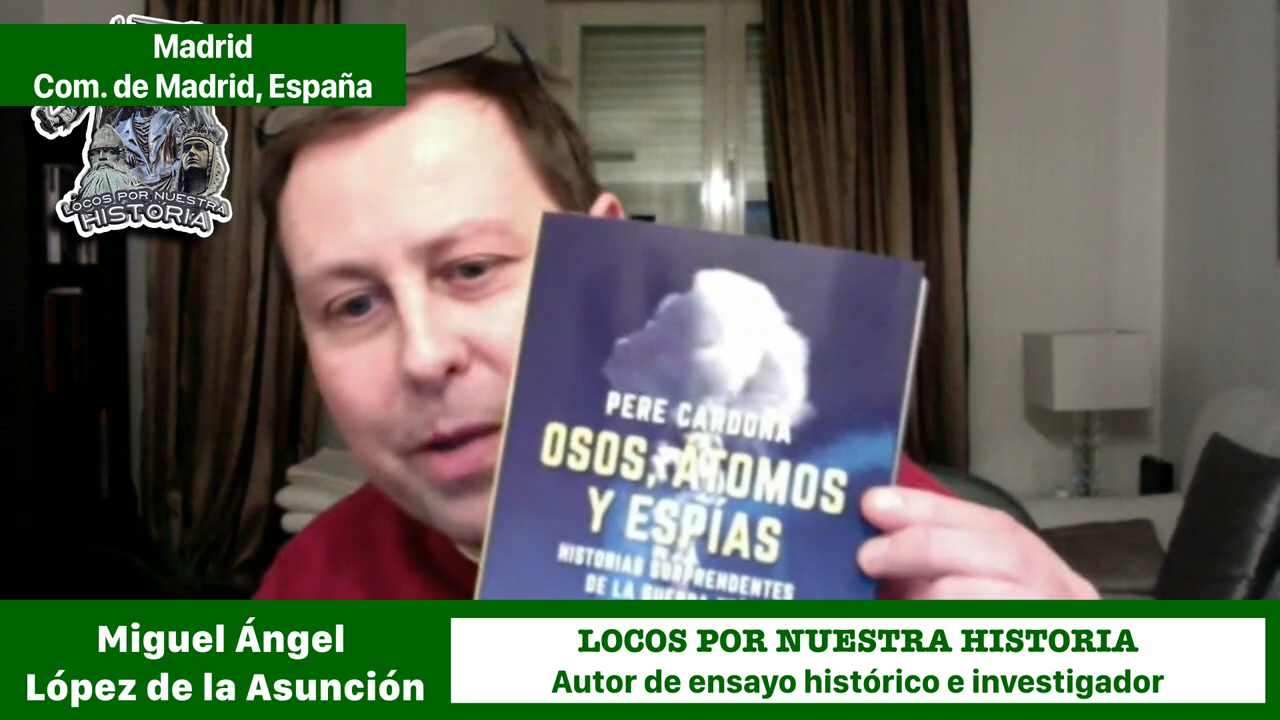 Madrid
Com. de Madrid, España
LOCOS POR NUESTRA
HISTORIA
PERE CARDONA
OSOS, ÁTOMOS
Y ESPÍAS
HISTORIAS SORPRENDENTES
DE LA GUERRA
Miguel Ángel
López de la Asunción
LOCOS POR NUESTRA HISTORIA
Autor de ensayo histórico e investigador